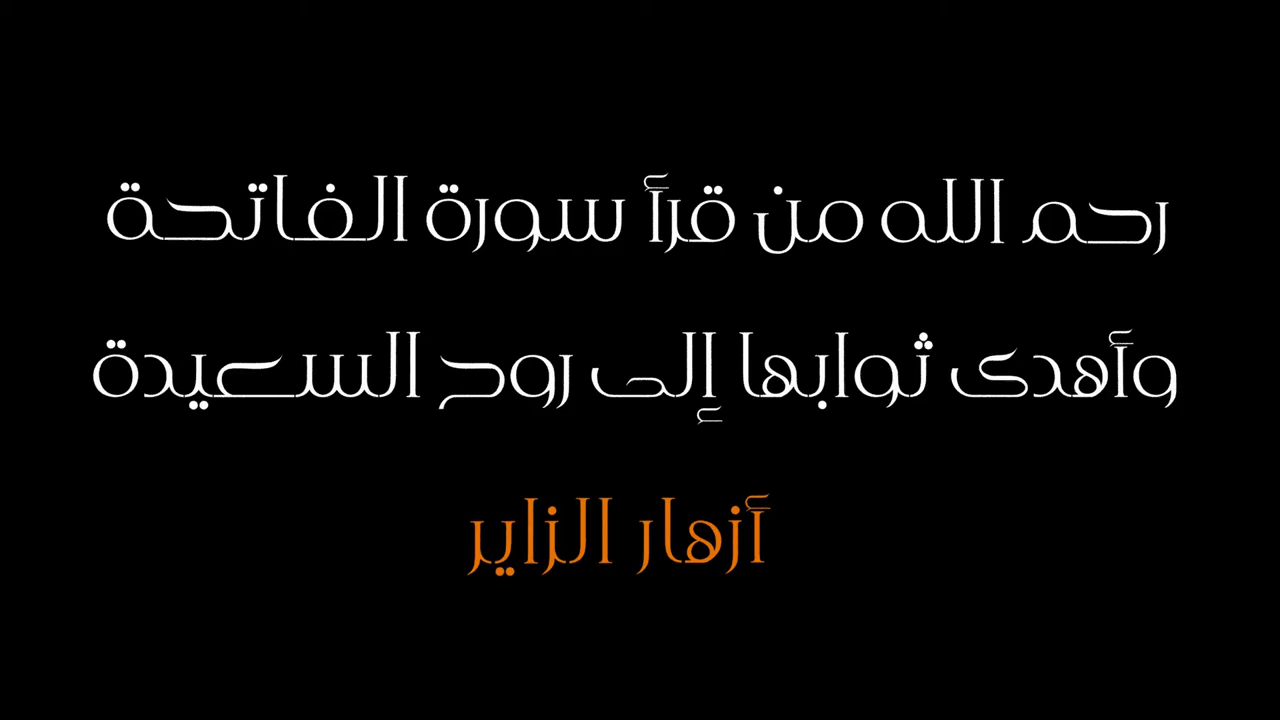 رحم الله من قرأ سورة الفاتحة
وأهدى ثوابها إلى روح السعيدة
أزهار الزاير